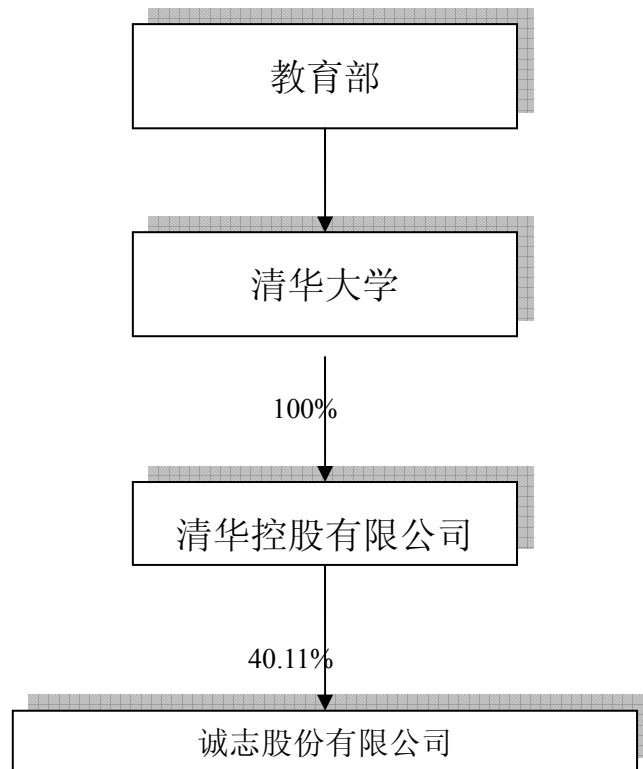 教育部
清华大学
100%
清华控股有限公司
40.11%
诚志股份有限公司